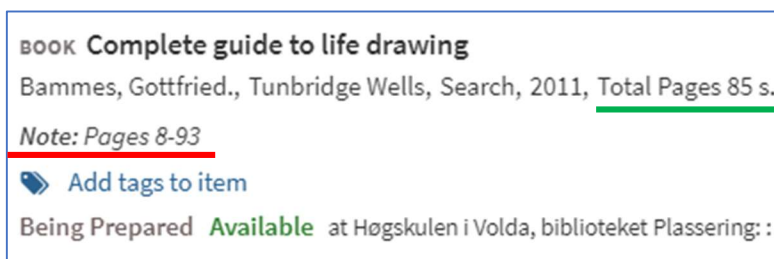 BOOK Complete guide to life drawing
Bammes, Gottfried., Tunbridge Wells, Search, 2011, Total Pages 85 s.
Note: Pages 8-93
Add tags to item
Being Prepared Available at Høgskulen i Volda, biblioteket Plassering: :